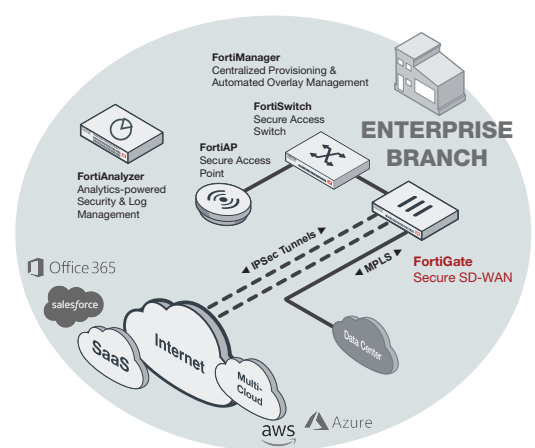 FortiManager
Centralized Provisioning &
Automated Overlay Management
FortiSwitch
Secure Access
Switch
ENTERPRISE
BRANCH
FortiAP
Secure Access
Point
FortiAnalyzer
Analytics-powered
Security & Log
Management
IPSec Tunnels
MPLS
FortiGate
Secure SD-WAN
Office 365
salesforce
SaaS
Internet
Multi-
Cloud
Data Center
aws
Azure